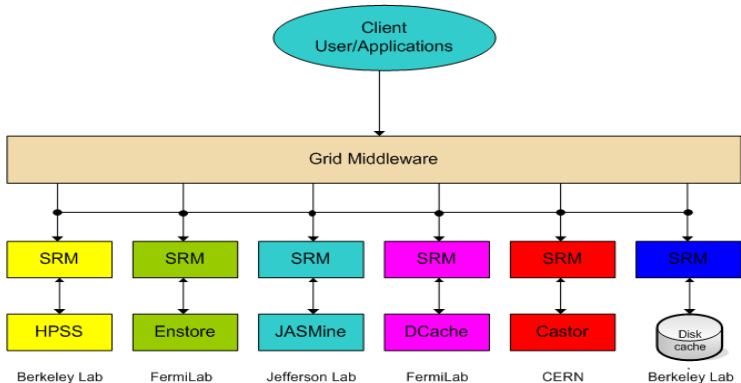 Client
User/Applications
Grid Middleware
SRM SRM SRM SRM SRM SRM
HPSS Enstore JASMine DCache Castor Disk
cache
Berkeley Lab FermiLab Jefferson Lab FermiLab CERN Berkeley Lab